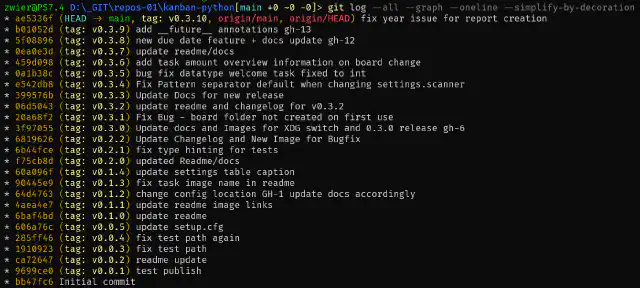 zwier@PS7.4 D:\_GIT\repos-01\kanban-python[main +0 ~0 -0]> git log --all --graph --oneline --simplify-by-decoration
* ae5336f (HEAD -> main, tag: v0.3.10, origin/main, origin/HEAD) fix year issue for report creation
* b01052d (tag: v0.3.9) add __future__ annotations gh-13
* 5f08896 (tag: v0.3.8) new due date feature + docs update gh-12
* 0ea0e3d (tag: v0.3.7) update readme/docs
* 459d098 (tag: v0.3.6) add task amount overview information on board change
* 0a1b38c (tag: v0.3.5) bug fix datatype welcome task fixed to int
* e542db8 (tag: v0.3.4) Fix Pattern separator default when changing settings.scanner
* 399576b (tag: v0.3.3) Update Docs for new release
* 06d5043 (tag: v0.3.2) update readme and changelog for v0.3.2
* 20a68f2 (tag: v0.3.1) Fix Bug - board folder not created on first use
* 1f97055 (tag: v0.3.0) Update docs and Images for XDG switch and 0.3.0 release gh-6
* 6819626 (tag: v0.2.2) Update Changelog and New Image for Bugfix
* 6b44fce (tag: v0.2.1) fix type hinting for tests
* f75cb8d (tag: v0.2.0) updated Readme/docs
* 60a096f (tag: v0.1.4) update settings table caption
* 90445e9 (tag: v0.1.3) fix task image name in readme
* 64d4763 (tag: v0.1.2) change config location GH-1 update docs accordingly
* 4aea4e7 (tag: v0.1.1) update readme image links
* 6baf4bd (tag: v0.1.0) update readme
* 606a76c (tag: v0.0.5) update setup.cfg
* 285ff46 (tag: v0.0.4) fix test path again
* 1910923 (tag: v0.0.3) fix test path
* ca72647 (tag: v0.0.2) readme update
* 9699ce0 (tag: v0.0.1) test publish
* bb47fc6 Initial commit